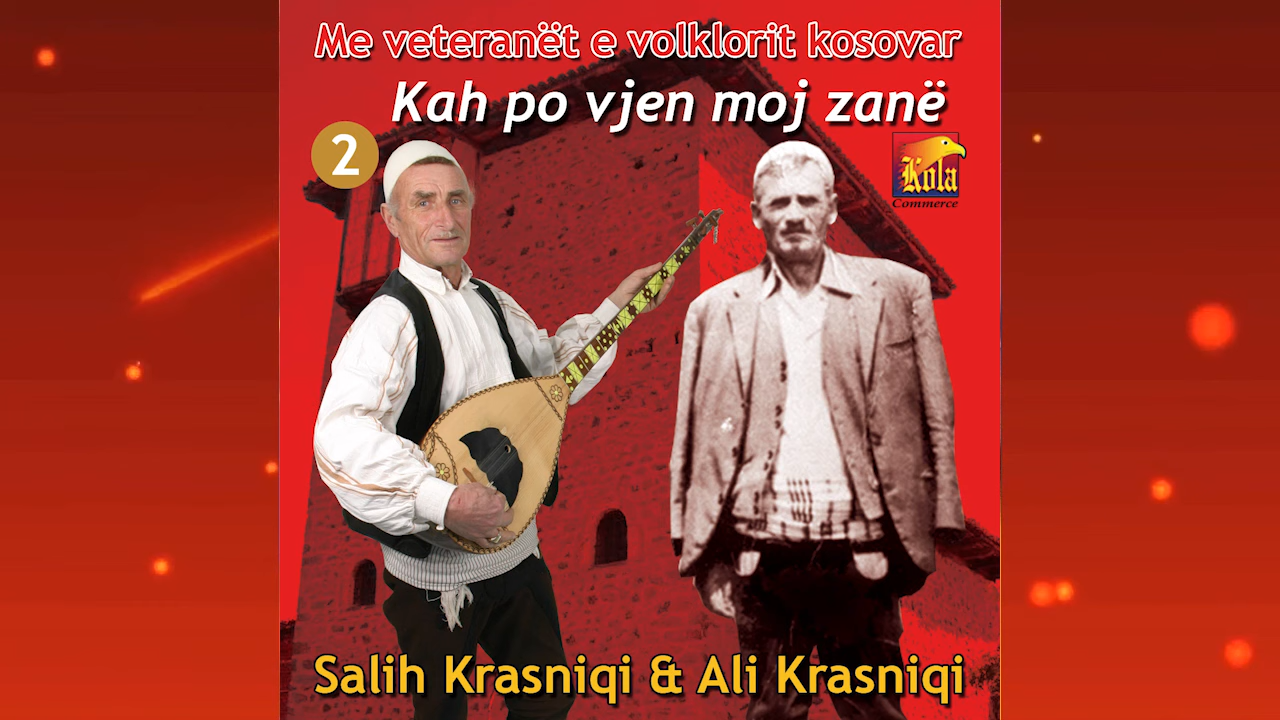 Me veteranët e volklorit kosovar
Kah po vjen moj zanë
2
Kola
Commerce
Salih Krasniqi & Ali Krasniqi